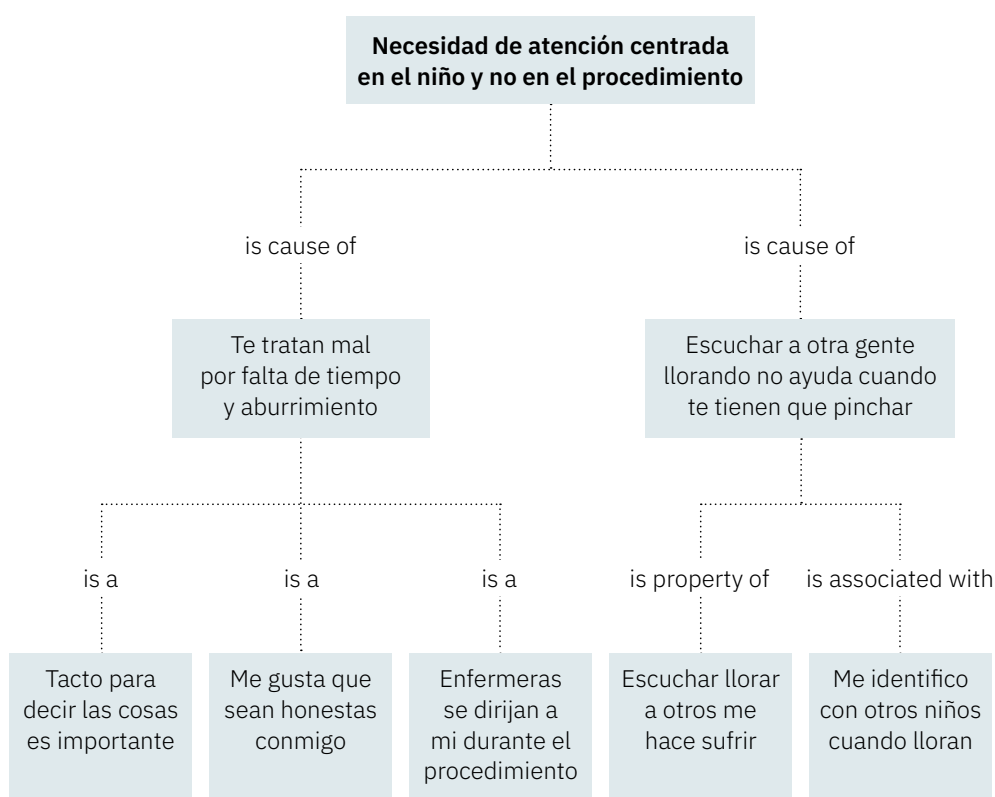 Necesidad de atención centrada
en el niño y no en el procedimiento
is cause of
is cause of
Te tratan mal
por falta de tiempo
y aburrimiento
Escuchar a otra gente
llorando no ayuda cuando
te tienen que pinchar
is a
is a
is a
is property of
is associated with
Tacto para
decir las cosas
es importante
Me gusta que
sean honestas
conmigo
Enfermeras
se dirijan a
mi durante el
procedimiento
Escuchar llorar
a otros me
hace sufrir
Me identifico
con otros niños
cuando lloran